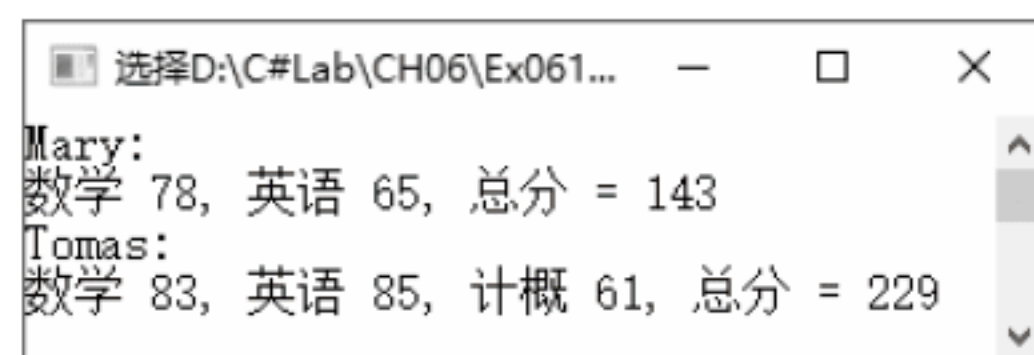 选择D:\C#Lab\CH06\Ex061...
Mary:
数学 78, 英语 65, 总分 = 143
Tomas:
数学 83, 英语 85, 计概 61, 总分 = 229